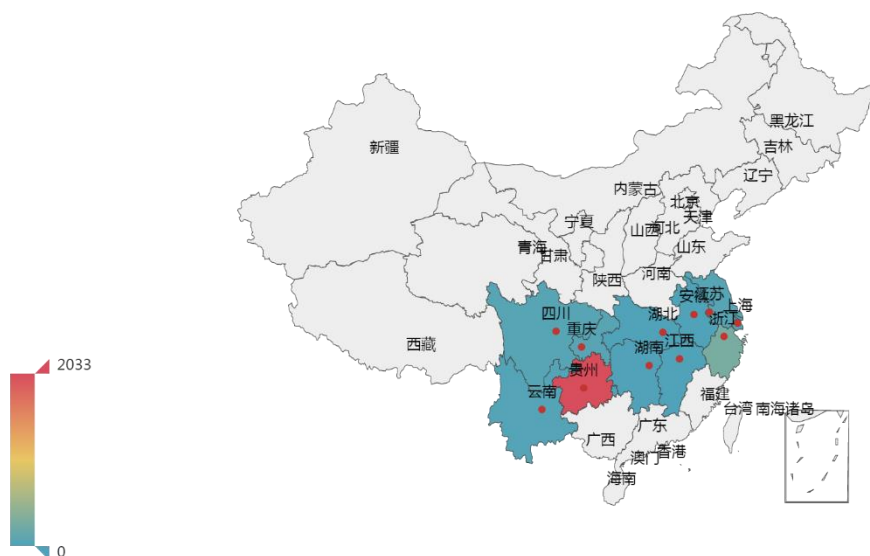 黑龙江
吉林
新疆
辽宁
内蒙古
北京
天津
宁夏
山西
河北
山东
青海
甘肃
河南
陕西
四川
湖北
安徽
江苏
上海
重庆
浙江
西藏
湖南
江西
贵州
云南
福建
台湾
南海诸岛
广西
广东
澳门
香港
海南
2033
0